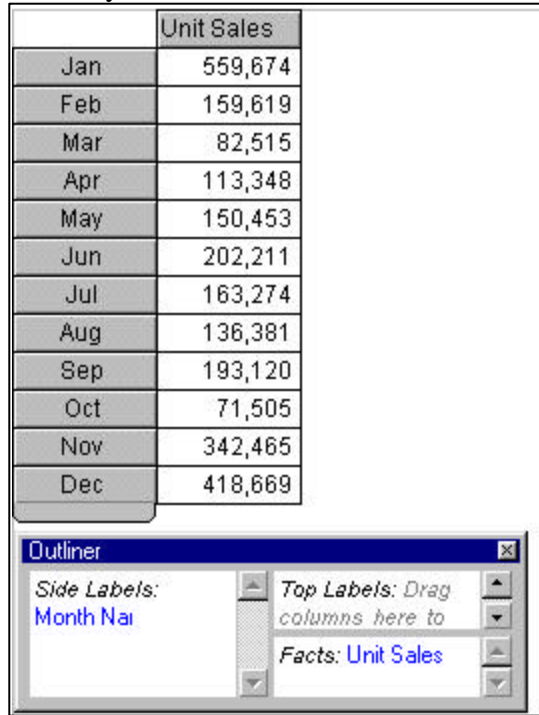 Unit Sales
Jan 559,674
Feb 159,619
Mar 82,515
Apr 113,348
May 150,453
Jun 202,211
Jul 163,274
Aug 136,381
Sep 193,120
Oct 71,505
Nov 342,465
Dec 418,669
Outliner
Side Labels:
Month Nar
Top Labels: Drag
columns here to
Facts: Unit Sales